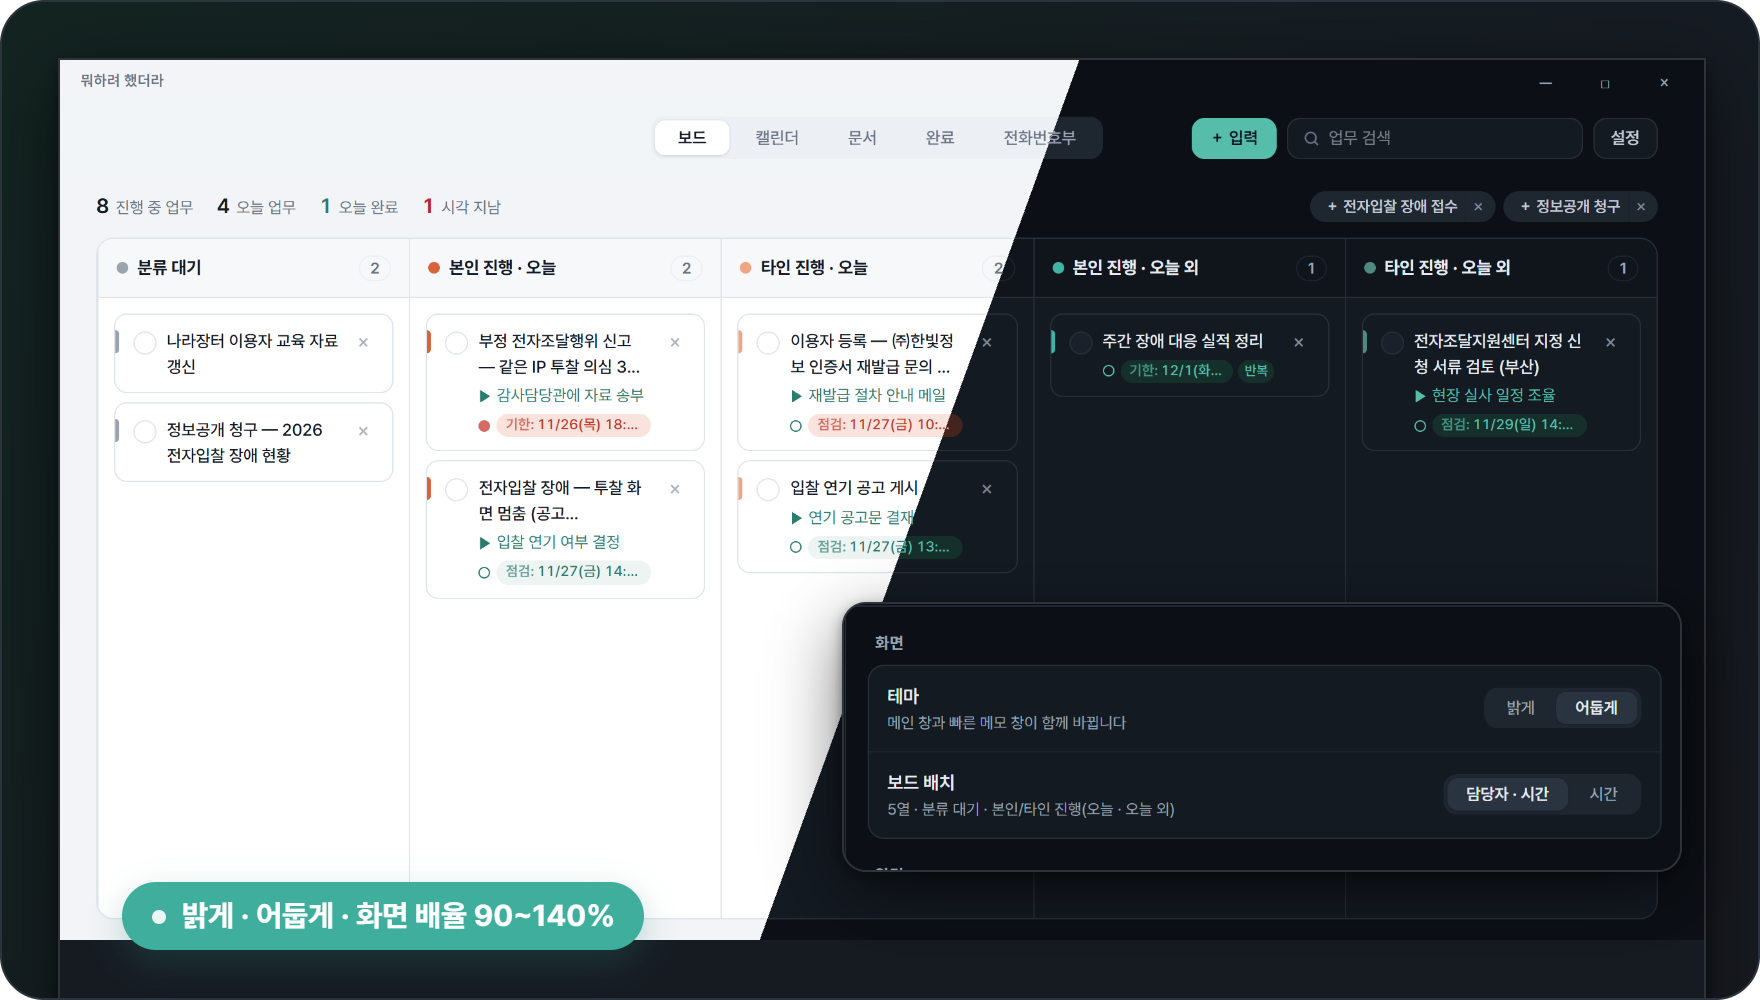 뭐하려 했더라
보드 캘린더 문서 완료 전화번호부
+ 입력
업무 검색
설정
8 진행 중 업무 4 오늘 업무 1 오늘 완료 1 시각 지남
+ 전자입찰 장애 접수 ×
+ 정보공개 청구 ×
분류 대기 2
나라장터 이용자 교육 자료
갱신
정보공개 청구 — 2026
전자입찰 장애 현황
본인 진행 · 오늘 2
부정 전자조달행위 신고
— 같은 IP 투찰 의심 3...
▶ 감사담당관에 자료 송부
기한: 11/26(목) 18:...
전자입찰 장애 — 투찰 화
면 멈춤 (공고...
▶ 입찰 연기 여부 결정
점검: 11/27(금) 14:...
타인 진행 · 오늘 2
이용자 등록 — ㈜한빛정
보 인증서 재발급 문의 ...
▶ 재발급 절차 안내 메일
점검: 11/27(금) 10:...
입찰 연기 공고 게시
▶ 연기 공고문 결재
점검: 11/27(금) 13:...
본인 진행 · 오늘 외 1
주간 장애 대응 실적 정리
기한: 12/1(화... 반복
타인 진행 · 오늘 외 1
전자조달지원센터 지정 신
청 서류 검토 (부산)
▶ 현장 실사 일정 조율
점검: 11/29(일) 14:...
화면
테마
메인 창과 빠른 메모 창이 함께 바뀝니다
밝게 어둡게
보드 배치
5열 · 분류 대기 · 본인/타인 진행(오늘 · 오늘 외)
담당자 · 시간 시간
밝게 · 어둡게 · 화면 배율 90~140%